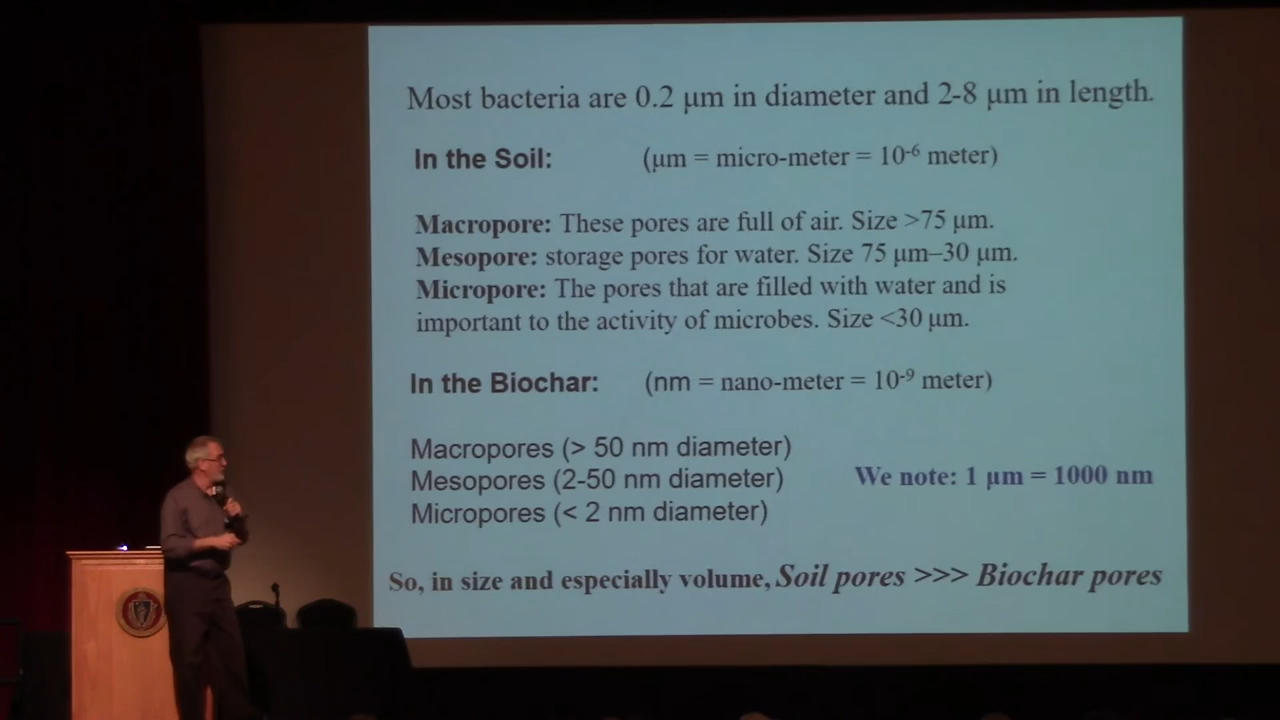 Most bacteria are 0.2 μm in diameter and 2-8 μm in length.
In the Soil: (μm = micro-meter = 10⁻⁶ meter)
Macropore: These pores are full of air. Size >75 μm.
Mesopore: storage pores for water. Size 75 μm–30 μm.
Micropore: The pores that are filled with water and is
important to the activity of microbes. Size <30 μm.
In the Biochar: (nm = nano-meter = 10⁻⁹ meter)
Macropores (> 50 nm diameter)
Mesopores (2-50 nm diameter)
We note: 1 μm = 1000 nm
Micropores (< 2 nm diameter)
So, in size and especially volume, Soil pores >>> Biochar pores